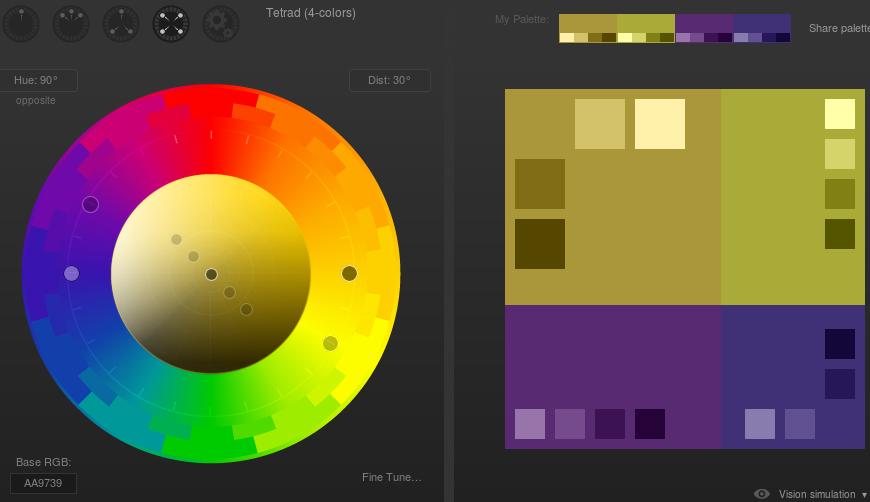 Tetrad (4-colors)
My Palette:
Share palette
Hue: 90°
Dist: 30°
opposite
Base RGB:
AA9739
Fine Tune...
Vision simulation ▾